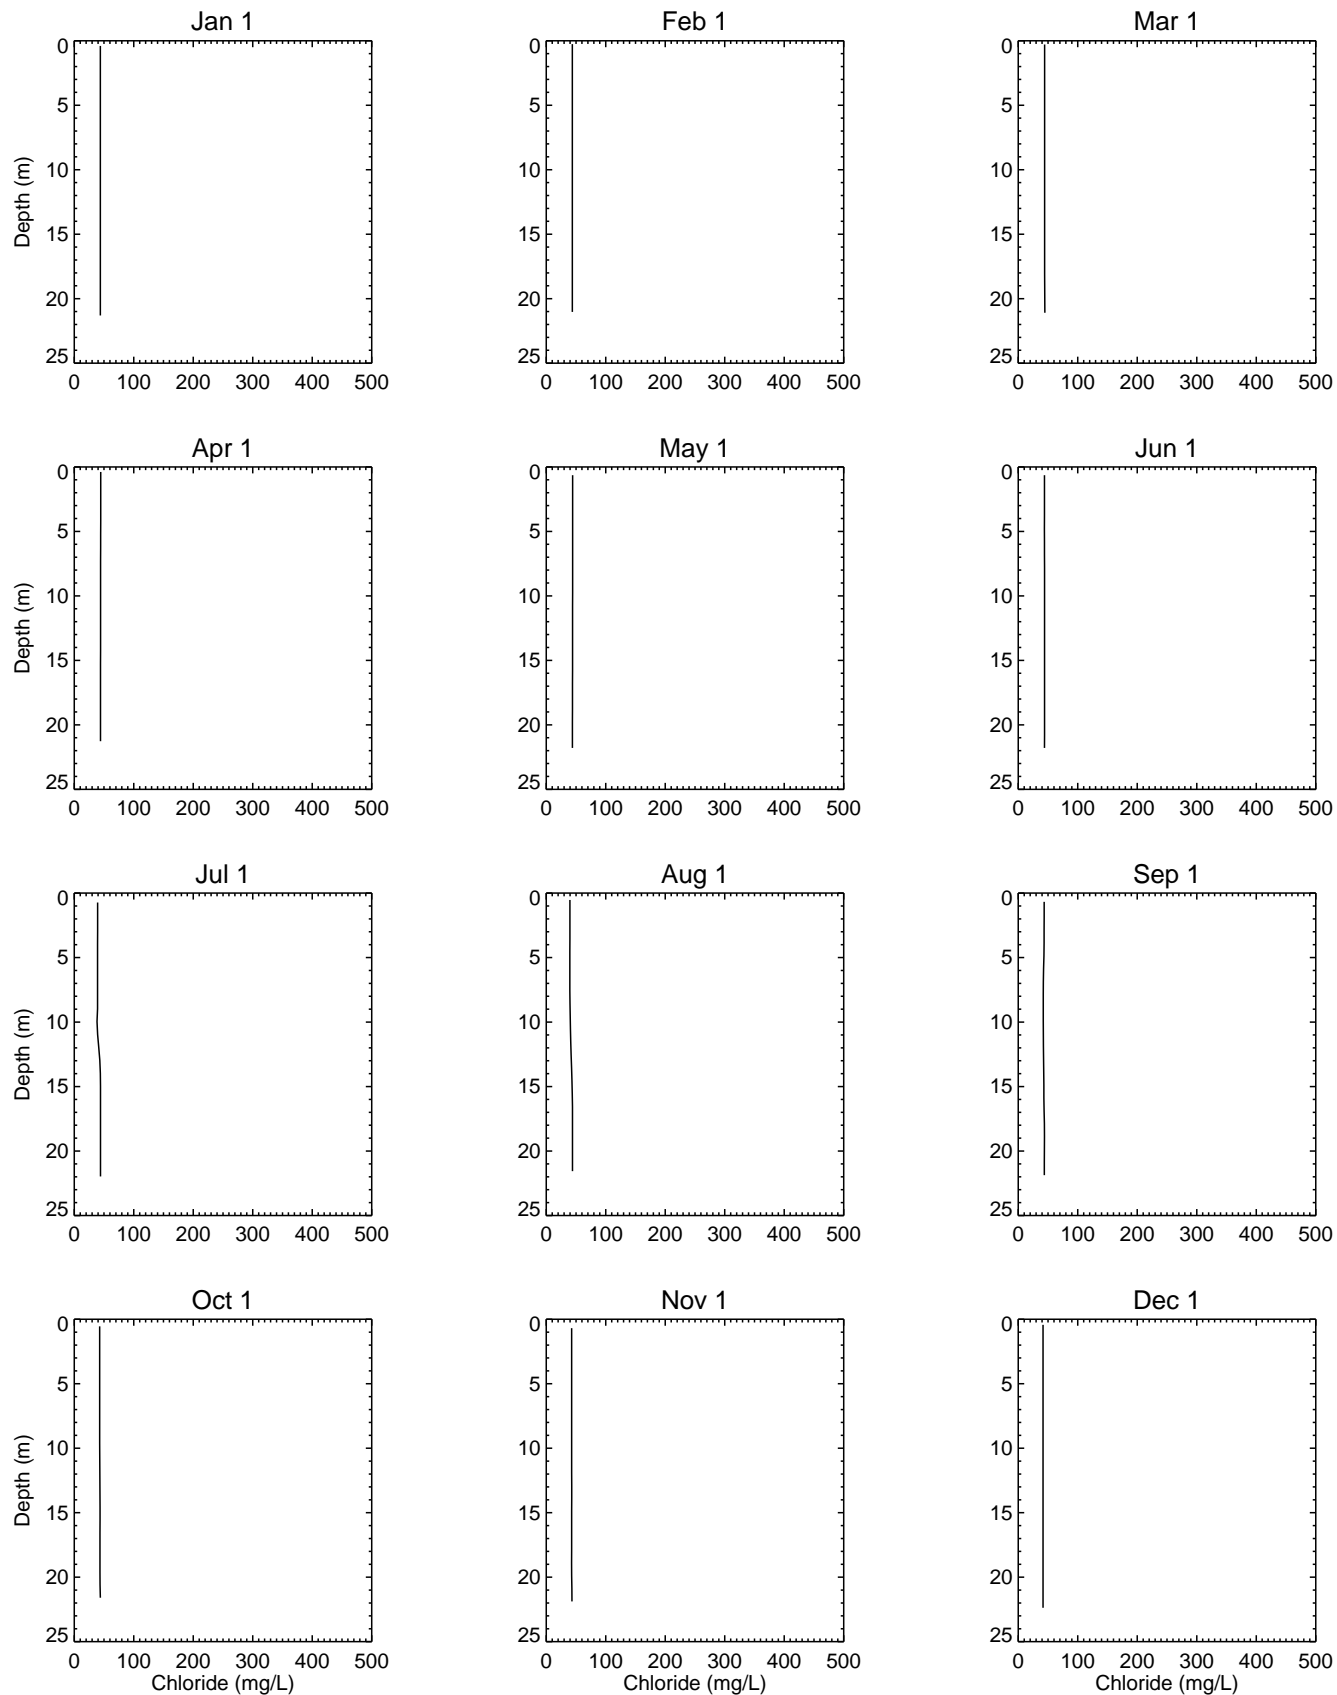 Jan 1 Feb 1 Mar 1
0 0 0
5 5 5
10 10 10
Depth (m)
15 15 15
20 20 20
25 25 25
0 100 200 300 400 500 0 100 200 300 400 500 0 100 200 300 400 500
Apr 1 May 1 Jun 1
0 0 0
5 5 5
10 10 10
Depth (m)
15 15 15
20 20 20
25 25 25
0 100 200 300 400 500 0 100 200 300 400 500 0 100 200 300 400 500
Jul 1 Aug 1 Sep 1
0 0 0
5 5 5
10 10 10
Depth (m)
15 15 15
20 20 20
25 25 25
0 100 200 300 400 500 0 100 200 300 400 500 0 100 200 300 400 500
Oct 1 Nov 1 Dec 1
0 0 0
5 5 5
10 10 10
Depth (m)
15 15 15
20 20 20
25 25 25
0 100 200 300 400 500 0 100 200 300 400 500 0 100 200 300 400 500
Chloride (mg/L) Chloride (mg/L) Chloride (mg/L)